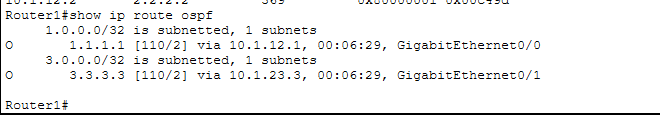 Router1#show ip route ospf
     1.0.0.0/32 is subnetted, 1 subnets
O       1.1.1.1 [110/2] via 10.1.12.1, 00:06:29, GigabitEthernet0/0
     3.0.0.0/32 is subnetted, 1 subnets
O       3.3.3.3 [110/2] via 10.1.23.3, 00:06:29, GigabitEthernet0/1
Router1#